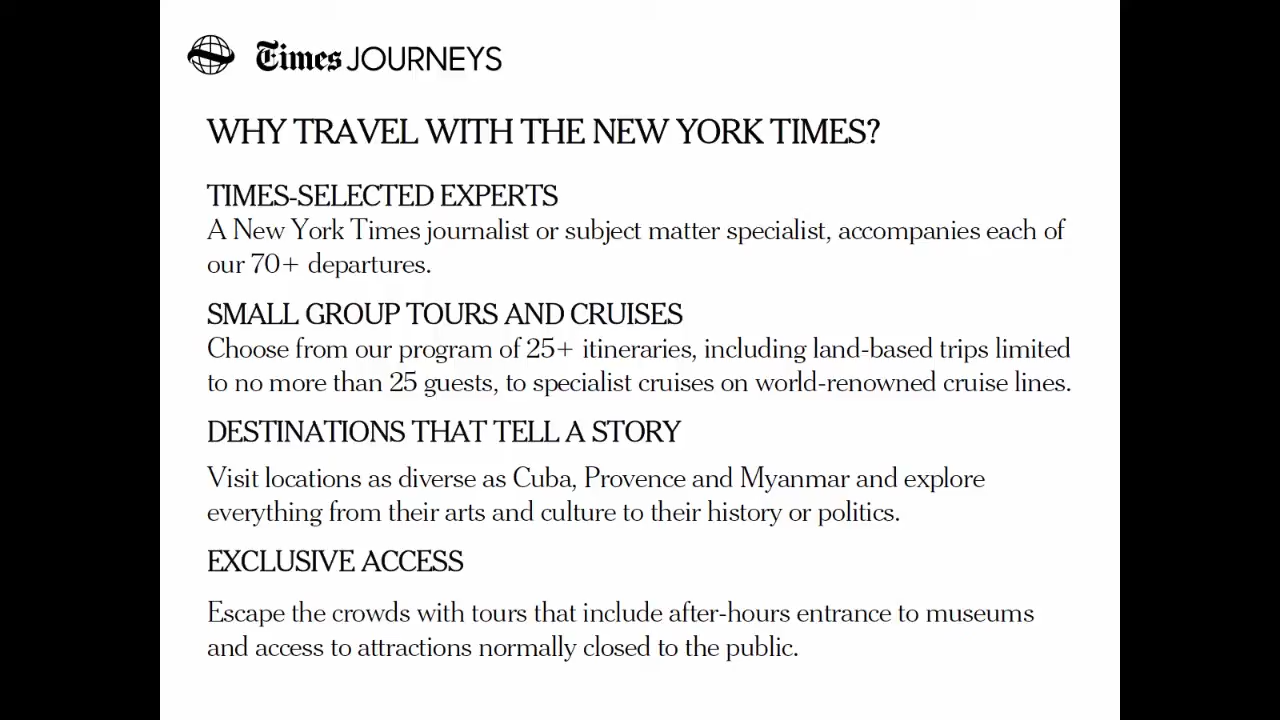 Times JOURNEYS
WHY TRAVEL WITH THE NEW YORK TIMES?
TIMES-SELECTED EXPERTS
A New York Times journalist or subject matter specialist, accompanies each of
our 70+ departures.
SMALL GROUP TOURS AND CRUISES
Choose from our program of 25+ itineraries, including land-based trips limited
to no more than 25 guests, to specialist cruises on world-renowned cruise lines.
DESTINATIONS THAT TELL A STORY
Visit locations as diverse as Cuba, Provence and Myanmar and explore
everything from their arts and culture to their history or politics.
EXCLUSIVE ACCESS
Escape the crowds with tours that include after-hours entrance to museums
and access to attractions normally closed to the public.